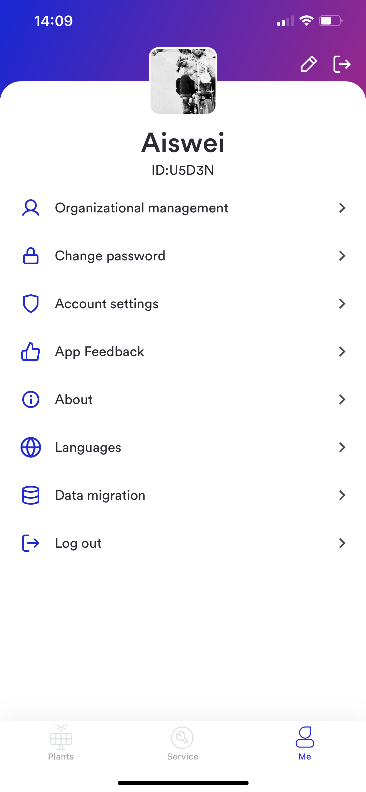 14:09
Aiswei
ID:U5D3N
Organizational management
Change password
Account settings
App Feedback
About
Languages
Data migration
Log out
Plants
Service
Me